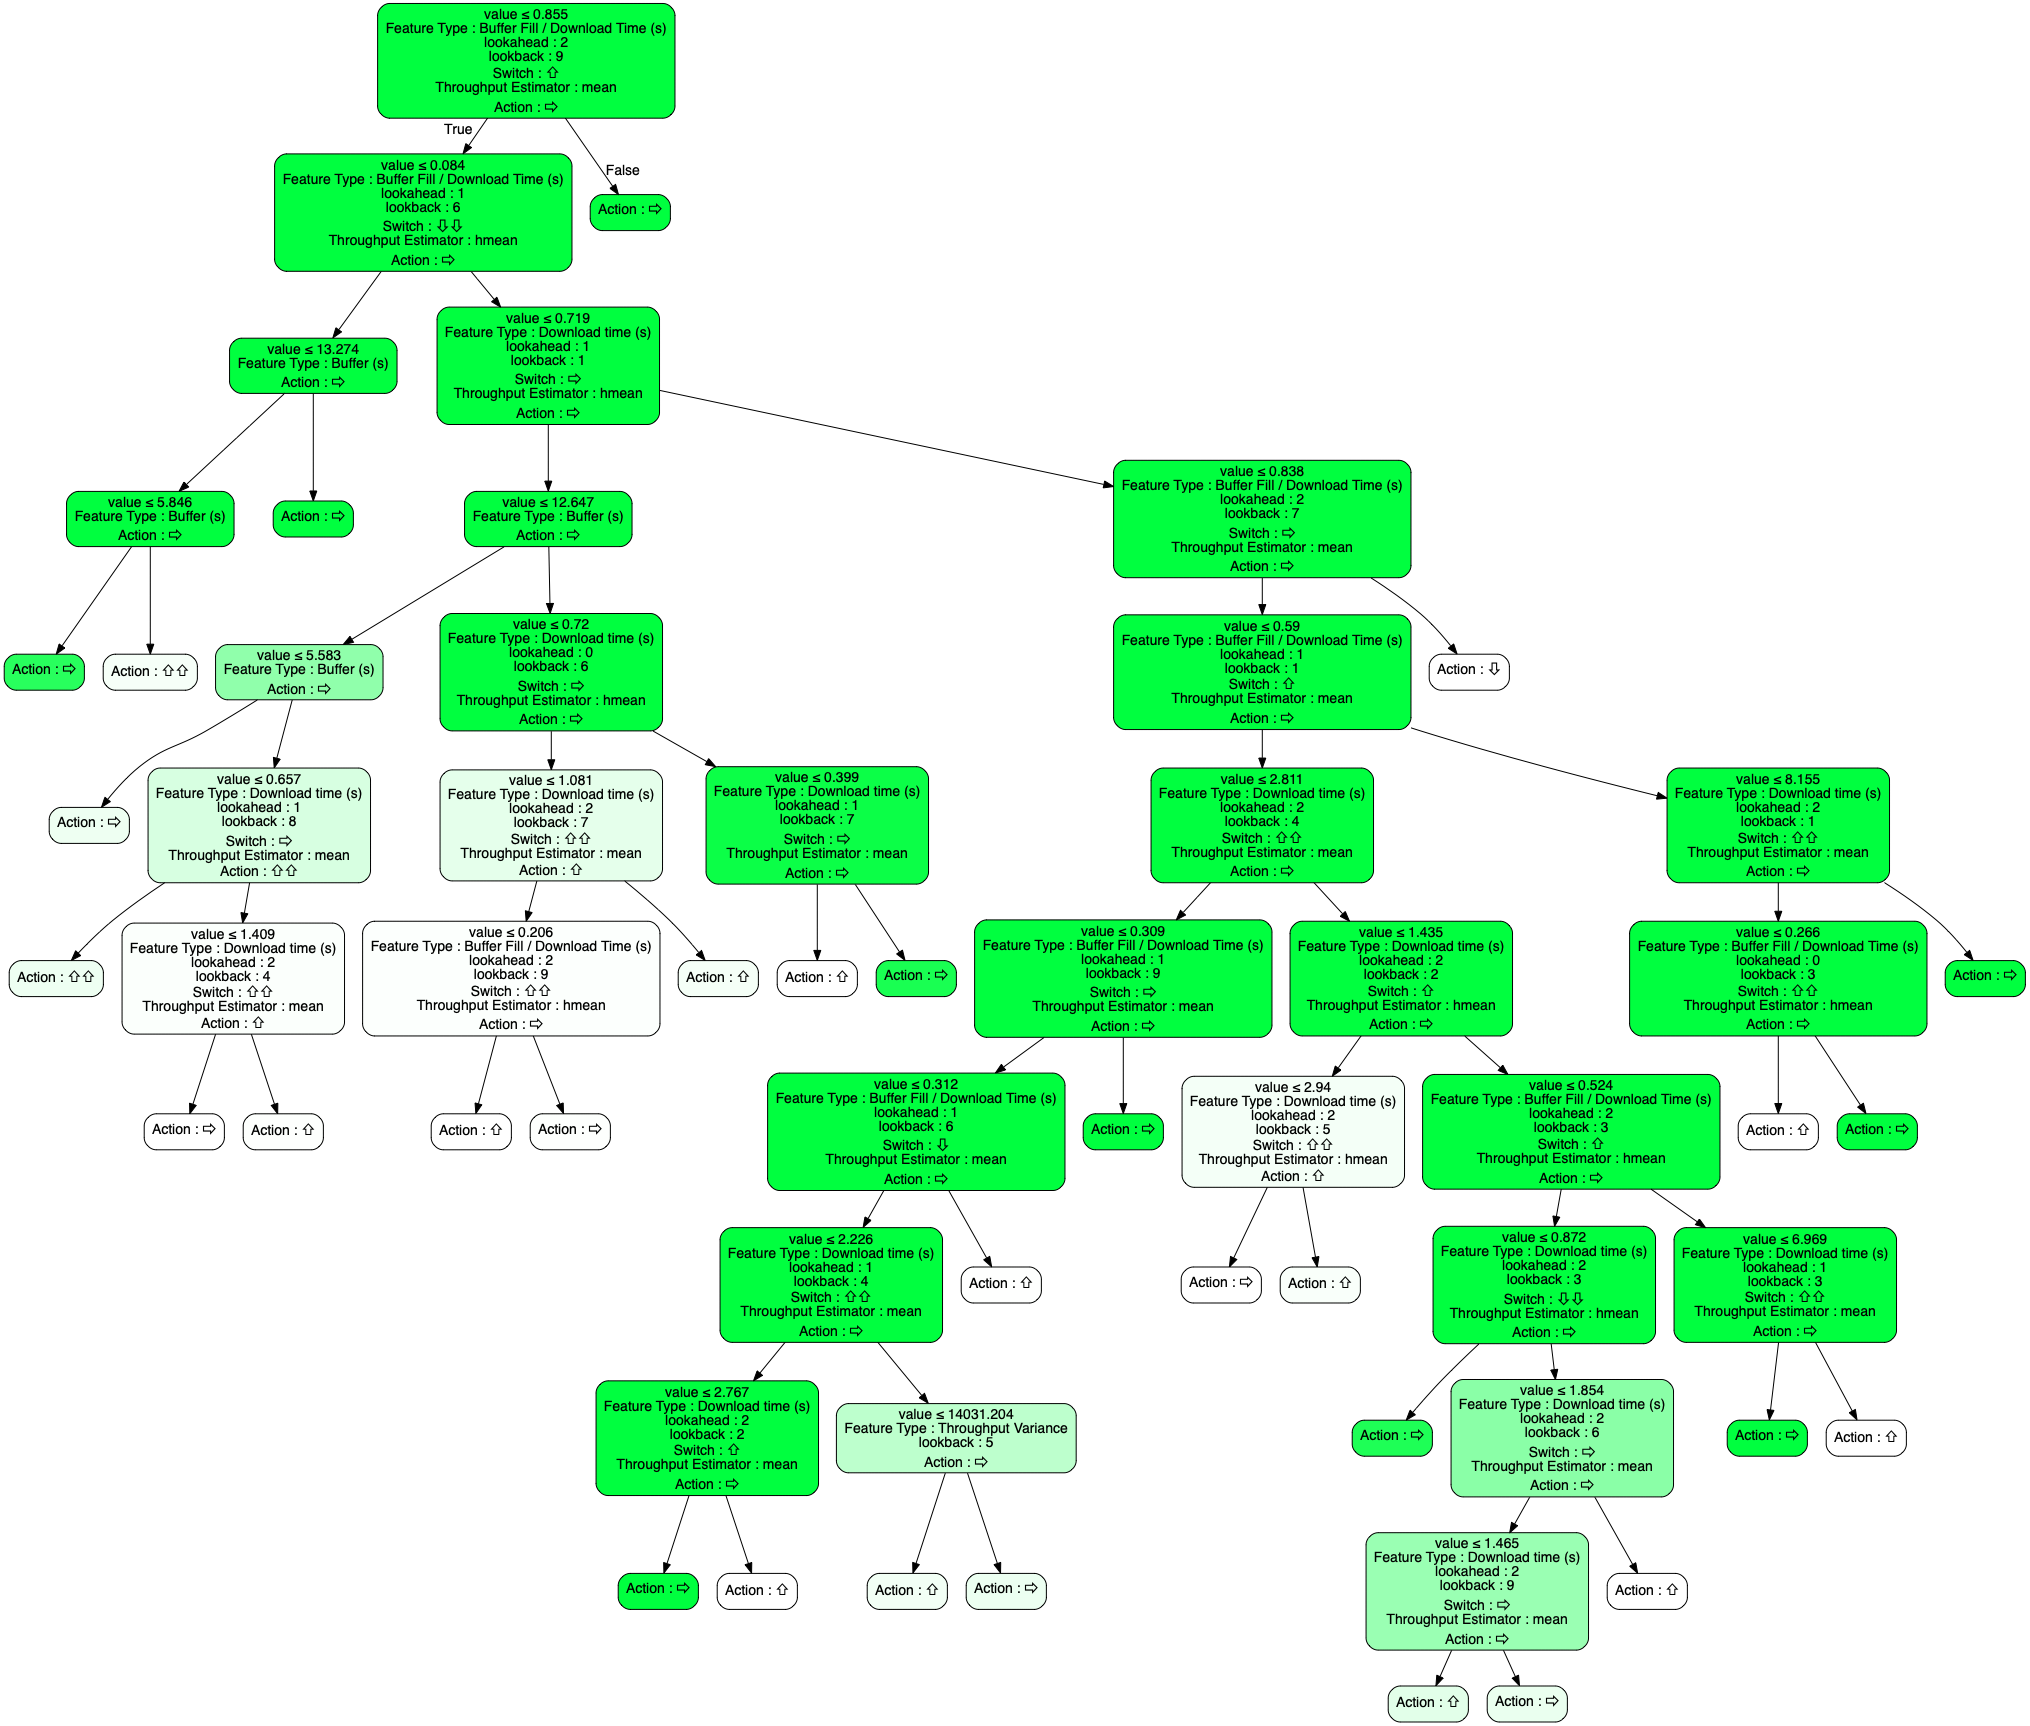 value ≤ 0.855
Feature Type : Buffer Fill / Download Time (s)
lookahead : 2
lookback : 9
Switch : ⇧
Throughput Estimator : mean
Action : ⇨
True
False
value ≤ 0.084
Feature Type : Buffer Fill / Download Time (s)
lookahead : 1
lookback : 6
Switch : ⇩⇩
Throughput Estimator : hmean
Action : ⇨
Action : ⇨
value ≤ 13.274
Feature Type : Buffer (s)
Action : ⇨
value ≤ 0.719
Feature Type : Download time (s)
lookahead : 1
lookback : 1
Switch : ⇨
Throughput Estimator : hmean
Action : ⇨
value ≤ 5.846
Feature Type : Buffer (s)
Action : ⇨
Action : ⇨
value ≤ 12.647
Feature Type : Buffer (s)
Action : ⇨
value ≤ 0.838
Feature Type : Buffer Fill / Download Time (s)
lookahead : 2
lookback : 7
Switch : ⇨
Throughput Estimator : mean
Action : ⇨
Action : ⇨
Action : ⇧⇧
value ≤ 5.583
Feature Type : Buffer (s)
Action : ⇨
value ≤ 0.72
Feature Type : Download time (s)
lookahead : 0
lookback : 6
Switch : ⇨
Throughput Estimator : hmean
Action : ⇨
value ≤ 0.59
Feature Type : Buffer Fill / Download Time (s)
lookahead : 1
lookback : 1
Switch : ⇧
Throughput Estimator : mean
Action : ⇨
Action : ⇩
Action : ⇨
value ≤ 0.657
Feature Type : Download time (s)
lookahead : 1
lookback : 8
Switch : ⇨
Throughput Estimator : mean
Action : ⇧⇧
value ≤ 1.081
Feature Type : Download time (s)
lookahead : 2
lookback : 7
Switch : ⇧⇧
Throughput Estimator : mean
Action : ⇧
value ≤ 0.399
Feature Type : Download time (s)
lookahead : 1
lookback : 7
Switch : ⇨
Throughput Estimator : mean
Action : ⇨
value ≤ 2.811
Feature Type : Download time (s)
lookahead : 2
lookback : 4
Switch : ⇧⇧
Throughput Estimator : mean
Action : ⇨
value ≤ 8.155
Feature Type : Download time (s)
lookahead : 2
lookback : 1
Switch : ⇧⇧
Throughput Estimator : mean
Action : ⇨
Action : ⇧⇧
value ≤ 1.409
Feature Type : Download time (s)
lookahead : 2
lookback : 4
Switch : ⇧⇧
Throughput Estimator : mean
Action : ⇧
value ≤ 0.206
Feature Type : Buffer Fill / Download Time (s)
lookahead : 2
lookback : 9
Switch : ⇧⇧
Throughput Estimator : hmean
Action : ⇨
Action : ⇧
Action : ⇧
Action : ⇨
value ≤ 0.309
Feature Type : Buffer Fill / Download Time (s)
lookahead : 1
lookback : 9
Switch : ⇨
Throughput Estimator : mean
Action : ⇨
value ≤ 1.435
Feature Type : Download time (s)
lookahead : 2
lookback : 2
Switch : ⇧
Throughput Estimator : hmean
Action : ⇨
value ≤ 0.266
Feature Type : Buffer Fill / Download Time (s)
lookahead : 0
lookback : 3
Switch : ⇧⇧
Throughput Estimator : hmean
Action : ⇨
Action : ⇨
Action : ⇨
Action : ⇧
Action : ⇧
Action : ⇨
value ≤ 0.312
Feature Type : Buffer Fill / Download Time (s)
lookahead : 1
lookback : 6
Switch : ⇩
Throughput Estimator : mean
Action : ⇨
Action : ⇨
value ≤ 2.94
Feature Type : Download time (s)
lookahead : 2
lookback : 5
Switch : ⇧⇧
Throughput Estimator : hmean
Action : ⇧
value ≤ 0.524
Feature Type : Buffer Fill / Download Time (s)
lookahead : 2
lookback : 3
Switch : ⇧
Throughput Estimator : hmean
Action : ⇨
Action : ⇧
Action : ⇨
value ≤ 2.226
Feature Type : Download time (s)
lookahead : 1
lookback : 4
Switch : ⇧⇧
Throughput Estimator : mean
Action : ⇨
Action : ⇧
Action : ⇨
Action : ⇧
value ≤ 0.872
Feature Type : Download time (s)
lookahead : 2
lookback : 3
Switch : ⇩⇩
Throughput Estimator : hmean
Action : ⇨
value ≤ 6.969
Feature Type : Download time (s)
lookahead : 1
lookback : 3
Switch : ⇧⇧
Throughput Estimator : mean
Action : ⇨
value ≤ 2.767
Feature Type : Download time (s)
lookahead : 2
lookback : 2
Switch : ⇧
Throughput Estimator : mean
Action : ⇨
value ≤ 14031.204
Feature Type : Throughput Variance
lookback : 5
Action : ⇨
Action : ⇨
value ≤ 1.854
Feature Type : Download time (s)
lookahead : 2
lookback : 6
Switch : ⇨
Throughput Estimator : mean
Action : ⇨
Action : ⇨
Action : ⇧
Action : ⇨
Action : ⇧
Action : ⇧
Action : ⇨
value ≤ 1.465
Feature Type : Download time (s)
lookahead : 2
lookback : 9
Switch : ⇨
Throughput Estimator : mean
Action : ⇨
Action : ⇧
Action : ⇧
Action : ⇨